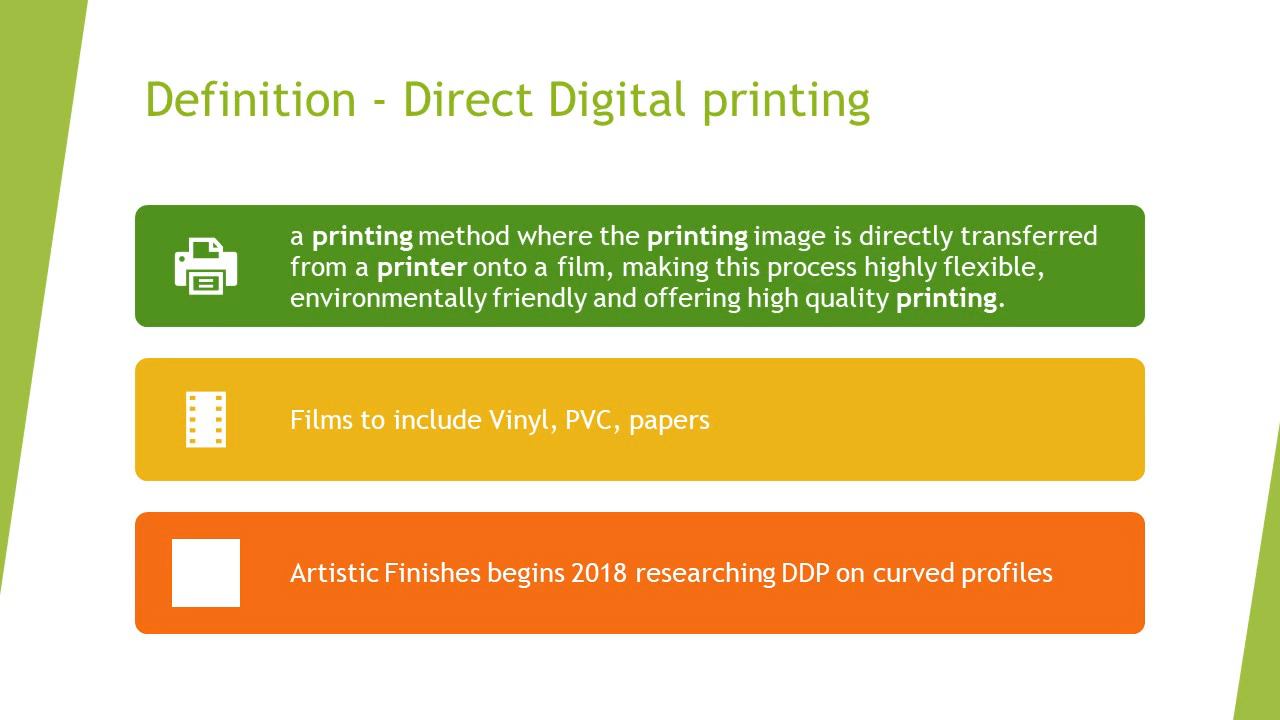 Definition - Direct Digital printing
a printing method where the printing image is directly transferred
from a printer onto a film, making this process highly flexible,
environmentally friendly and offering high quality printing.
Films to include Vinyl, PVC, papers
Artistic Finishes begins 2018 researching DDP on curved profiles